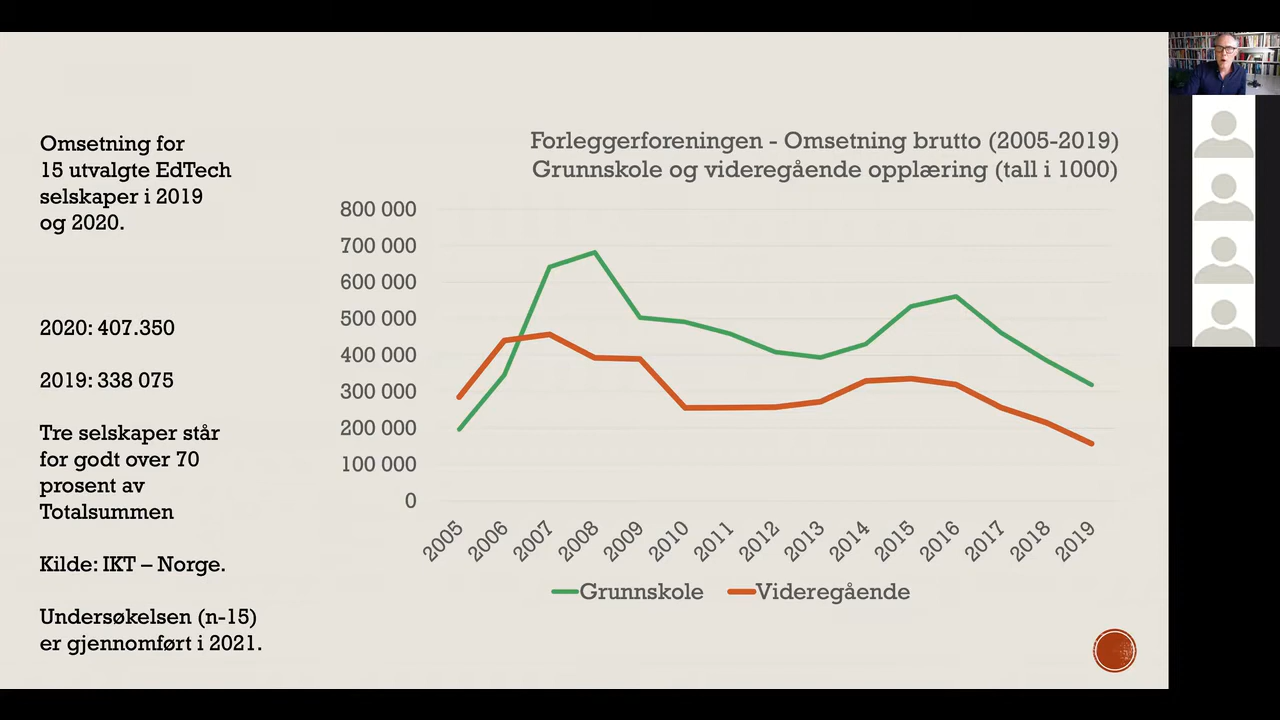 Omsetning for
15 utvalgte EdTech
selskaper i 2019
og 2020.
2020: 407.350
2019: 338 075
Tre selskaper står
for godt over 70
prosent av
Totalsummen
Kilde: IKT – Norge.
Undersøkelsen (n-15)
er gjennomført i 2021.
Forleggerforeningen - Omsetning brutto (2005-2019)
Grunnskole og videregående opplæring (tall i 1000)
800 000
700 000
600 000
500 000
400 000
300 000
200 000
100 000
0
2005
2006
2007
2008
2009
2010
2011
2012
2013
2014
2015
2016
2017
2018
2019
Grunnskole
Videregående